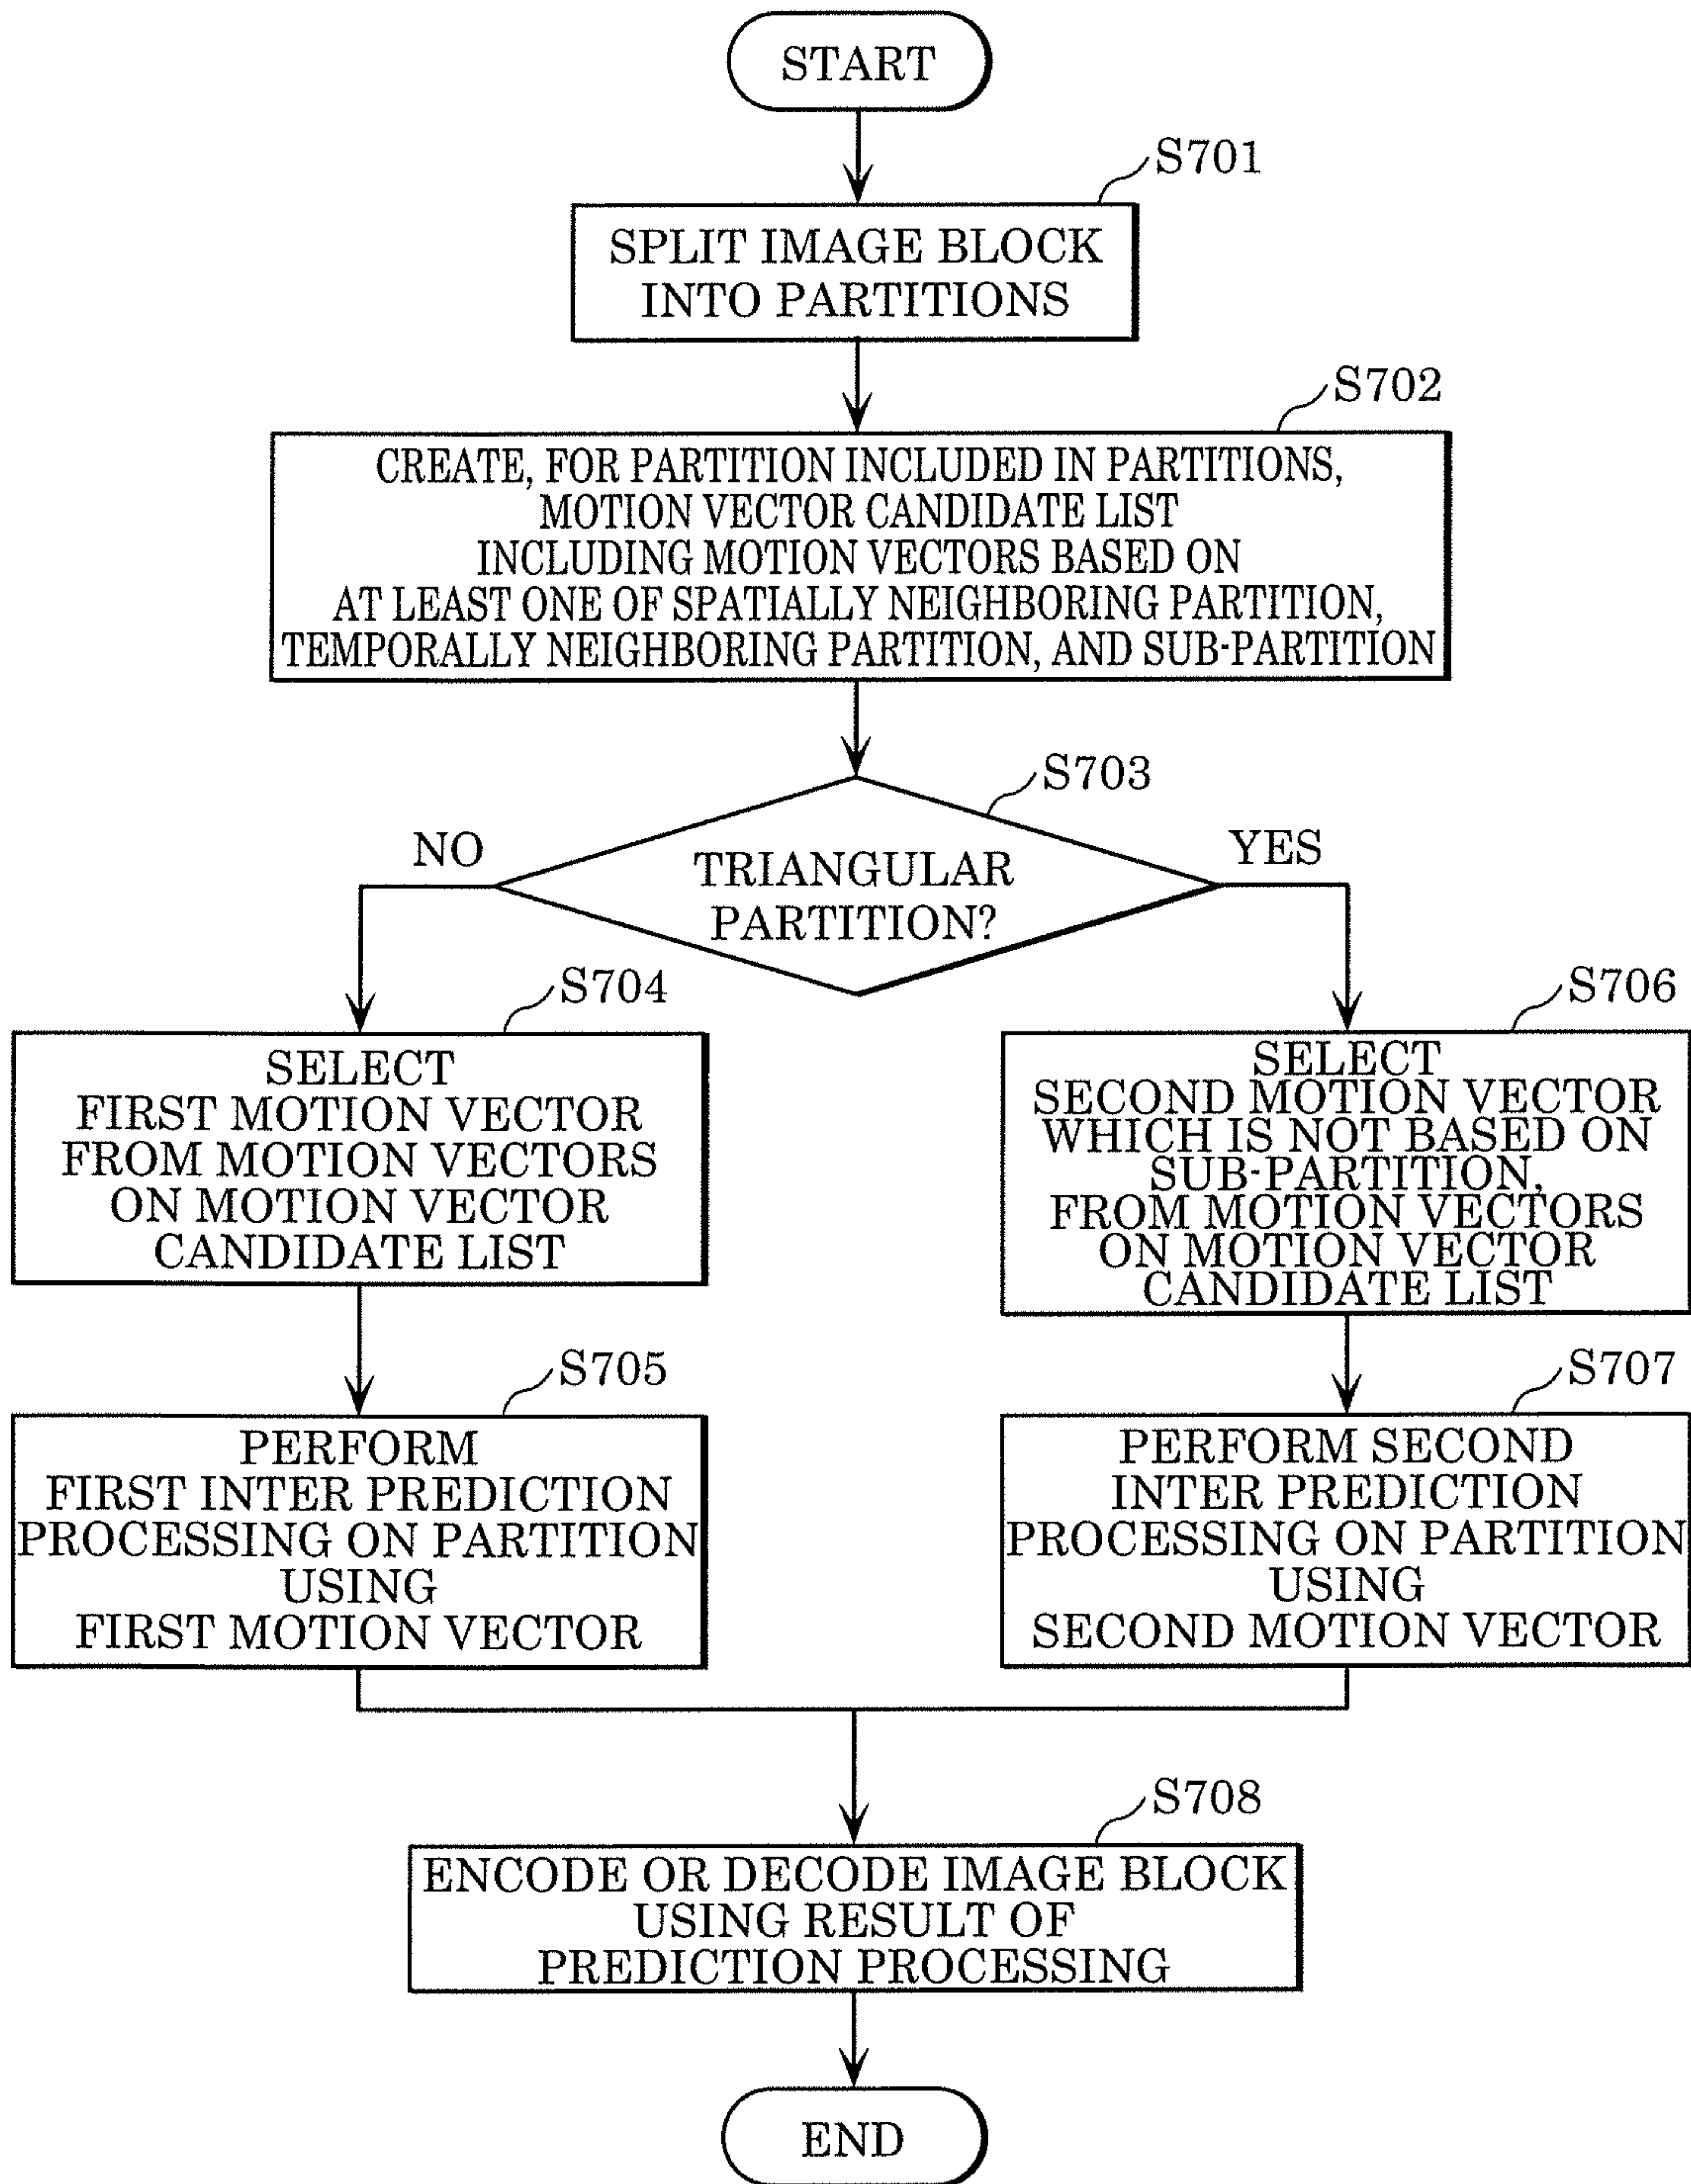 START
S701
SPLIT IMAGE BLOCK
INTO PARTITIONS
S702
CREATE, FOR PARTITION INCLUDED IN PARTITIONS,
MOTION VECTOR CANDIDATE LIST
INCLUDING MOTION VECTORS BASED ON
AT LEAST ONE OF SPATIALLY NEIGHBORING PARTITION,
TEMPORALLY NEIGHBORING PARTITION, AND SUB-PARTITION
S703
NO
YES
TRIANGULAR
PARTITION?
S704
SELECT
FIRST MOTION VECTOR
FROM MOTION VECTORS
ON MOTION VECTOR
CANDIDATE LIST
S706
SELECT
SECOND MOTION VECTOR
WHICH IS NOT BASED ON
SUB-PARTITION,
FROM MOTION VECTORS
ON MOTION VECTOR
CANDIDATE LIST
S705
PERFORM
FIRST INTER PREDICTION
PROCESSING ON PARTITION
USING
FIRST MOTION VECTOR
S707
PERFORM SECOND
INTER PREDICTION
PROCESSING ON PARTITION
USING
SECOND MOTION VECTOR
S708
ENCODE OR DECODE IMAGE BLOCK
USING RESULT OF
PREDICTION PROCESSING
END